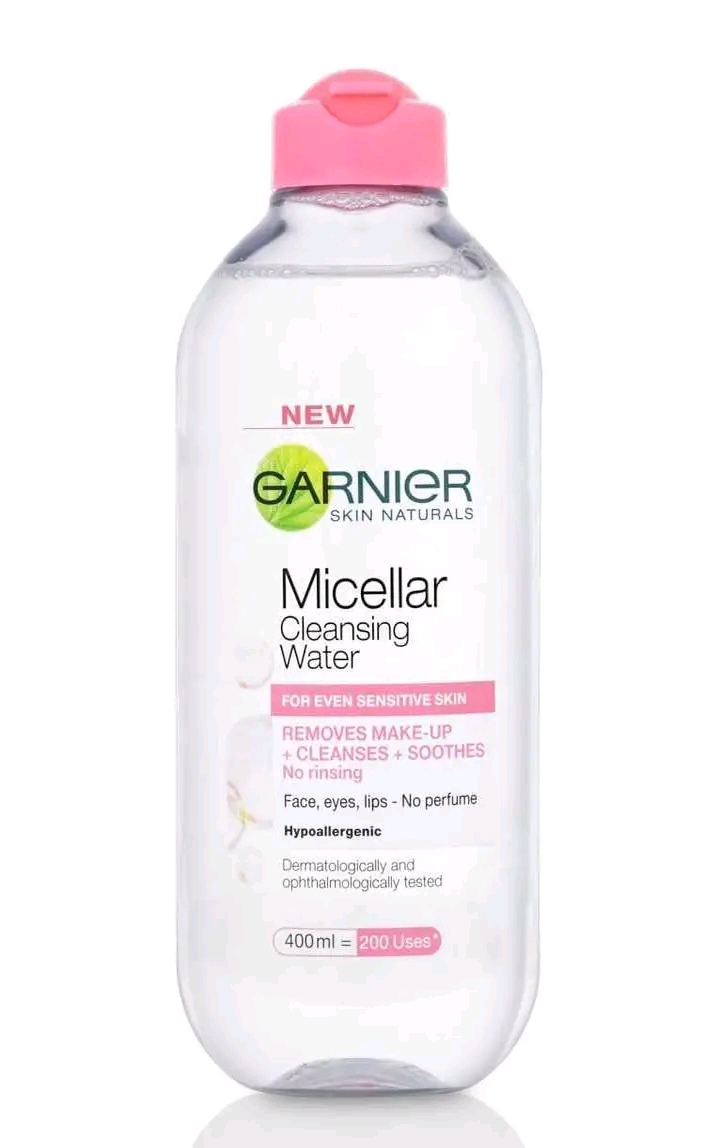 NEW
GARNIER
SKIN NATURALS
Micellar
Cleansing
Water
FOR EVEN SENSITIVE SKIN
REMOVES MAKE-UP
+ CLEANSES + SOOTHES
No rinsing
Face, eyes, lips - No perfume
Hypoallergenic
Dermatologically and
ophthalmologically tested
400ml = 200 Uses*